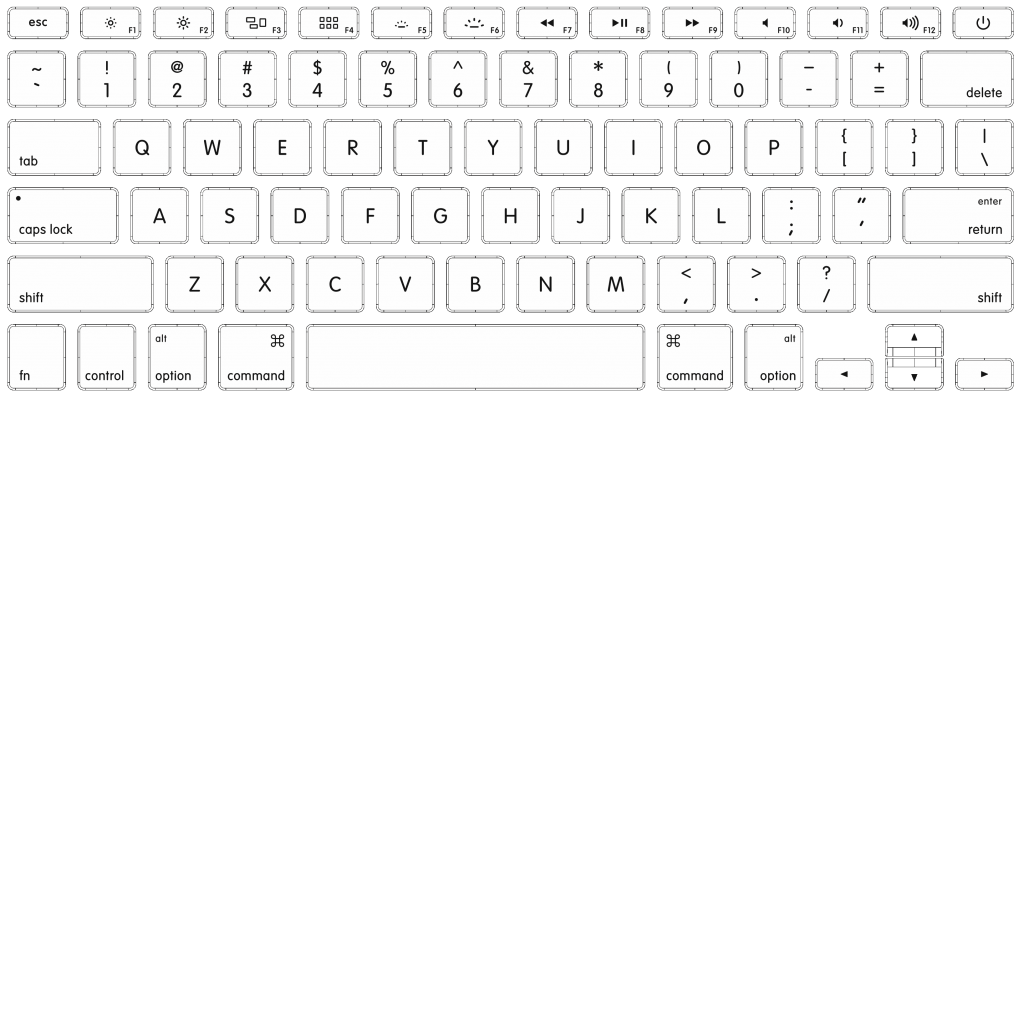 esc F1 F2 F3 F4 F5 F6 F7 F8 F9 F10 F11 F12
~ ! @ # $ % ^ & * ( ) – +
` 1 2 3 4 5 6 7 8 9 0 - = delete
tab Q W E R T Y U I O P { [ } ] | \
caps lock A S D F G H J K L : ; " ' enter return
shift Z X C V B N M < , > . ? / shift
fn control alt option ⌘ command ⌘ command alt option ◄ ▲ ▼ ►